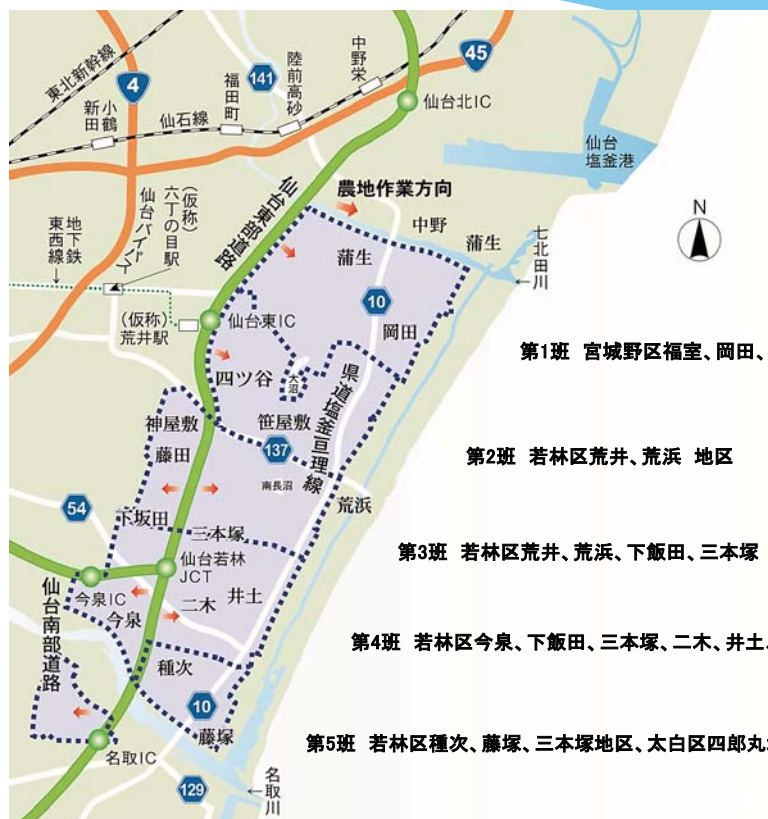 東北新幹線
4
141
陸前高砂
中野栄
45
福田町
小鶴
新田
仙石線
仙台北IC
仙台
塩釜港
仙台東部道路
農地作業方向
中野
蒲生
蒲生
七北田川
N
地下鉄
東西線
(仮称)
六丁の目駅
仙台バイパス
10
(仮称)
荒井駅
仙台東IC
岡田
第1班 宮城野区福室、岡田、
四ツ谷
大沼
県道塩釜亘理線
神屋敷
笹屋敷
藤田
137
第2班 若林区荒井、荒浜 地区
南長沼
荒浜
54
下坂田
三本塚
第3班 若林区荒井、荒浜、下飯田、三本塚
仙台若林
JCT
今泉IC
二木
井土
今泉
仙台南部道路
第4班 若林区今泉、下飯田、三本塚、二木、井土
種次
10
藤塚
第5班 若林区種次、藤塚、三本塚地区、太白区四郎丸
名取IC
129
名取川